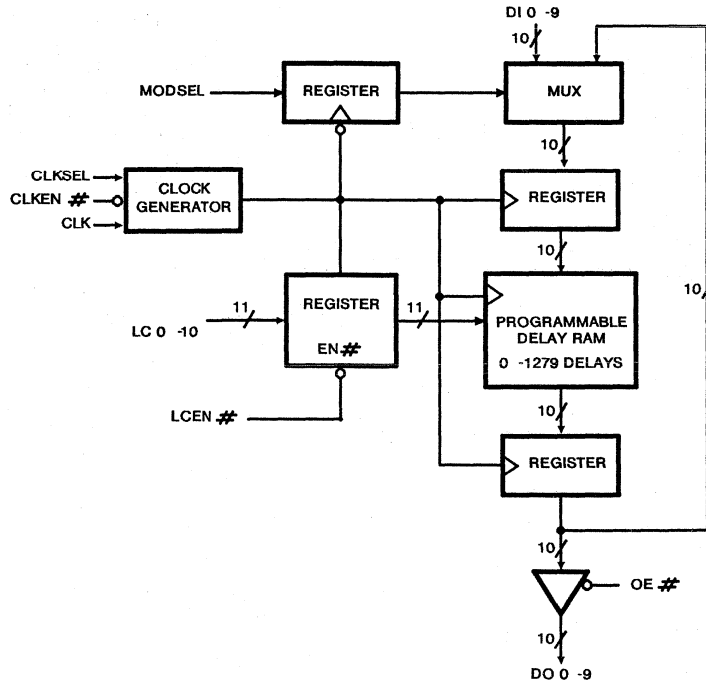 DI 0 -9
10
MODSEL
REGISTER
MUX
10
CLKSEL
CLKEN #
CLK
CLOCK
GENERATOR
REGISTER
10
10
LC 0 -10
11
REGISTER
EN#
11
PROGRAMMABLE
DELAY RAM
0 -1279 DELAYS
LCEN #
10
REGISTER
10
OE #
10
DO 0 -9